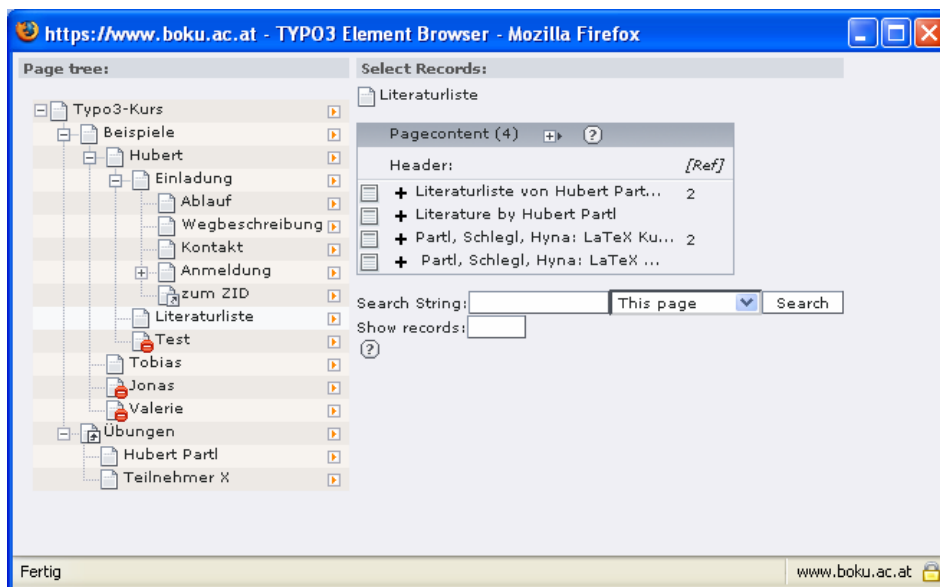 https://www.boku.ac.at - TYPO3 Element Browser - Mozilla Firefox
Page tree:
Typo3-Kurs
Beispiele
Hubert
Einladung
Ablauf
Wegbeschreibung
Kontakt
Anmeldung
zum ZID
Literaturliste
Test
Tobias
Jonas
Valerie
Übungen
Hubert Partl
Teilnehmer X
Select Records:
Literaturliste
Pagecontent (4)
Header: [Ref]
Literaturliste von Hubert Part... 2
Literature by Hubert Partl
Partl, Schlegl, Hyna: LaTeX Ku... 2
Partl, Schlegl, Hyna: LaTeX ...
Search String: This page Search
Show records:
Fertig www.boku.ac.at